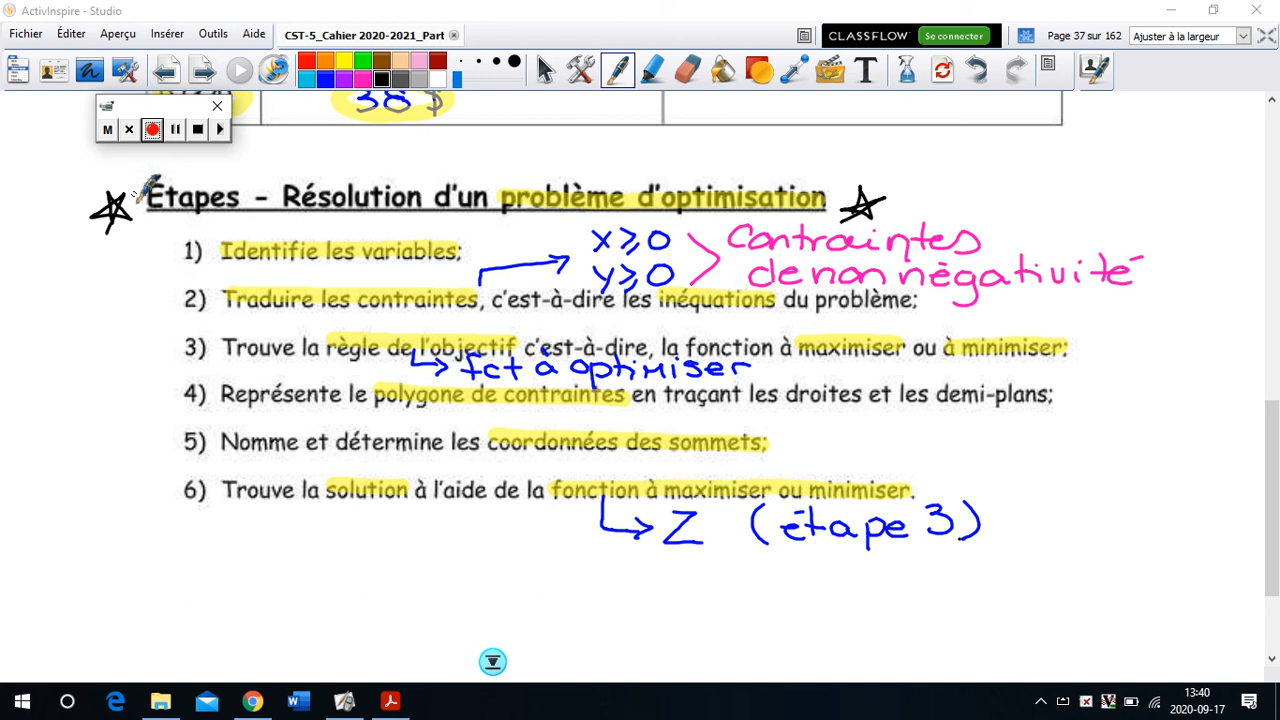 ActivInspire - Studio
Fichier Éditer Aperçu Insérer Outils Aide CST-5_Cahier 2020-2021_Part CLASSFLOW Se connecter Page 37 sur 162 Ajuster à la largeur
38 $
M
Étapes - Résolution d'un problème d'optimisation
1) Identifie les variables;
x ≥ 0
y ≥ 0
contraintes
de non négativité
2) Traduire les contraintes, c'est-à-dire les inéquations du problème;
3) Trouve la règle de l'objectif c'est-à-dire, la fonction à maximiser ou à minimiser;
↳ fct à optimiser
4) Représente le polygone de contraintes en traçant les droites et les demi-plans;
5) Nomme et détermine les coordonnées des sommets;
6) Trouve la solution à l'aide de la fonction à maximiser ou minimiser.
↳ Z (étape 3)
13:40
2020-09-17